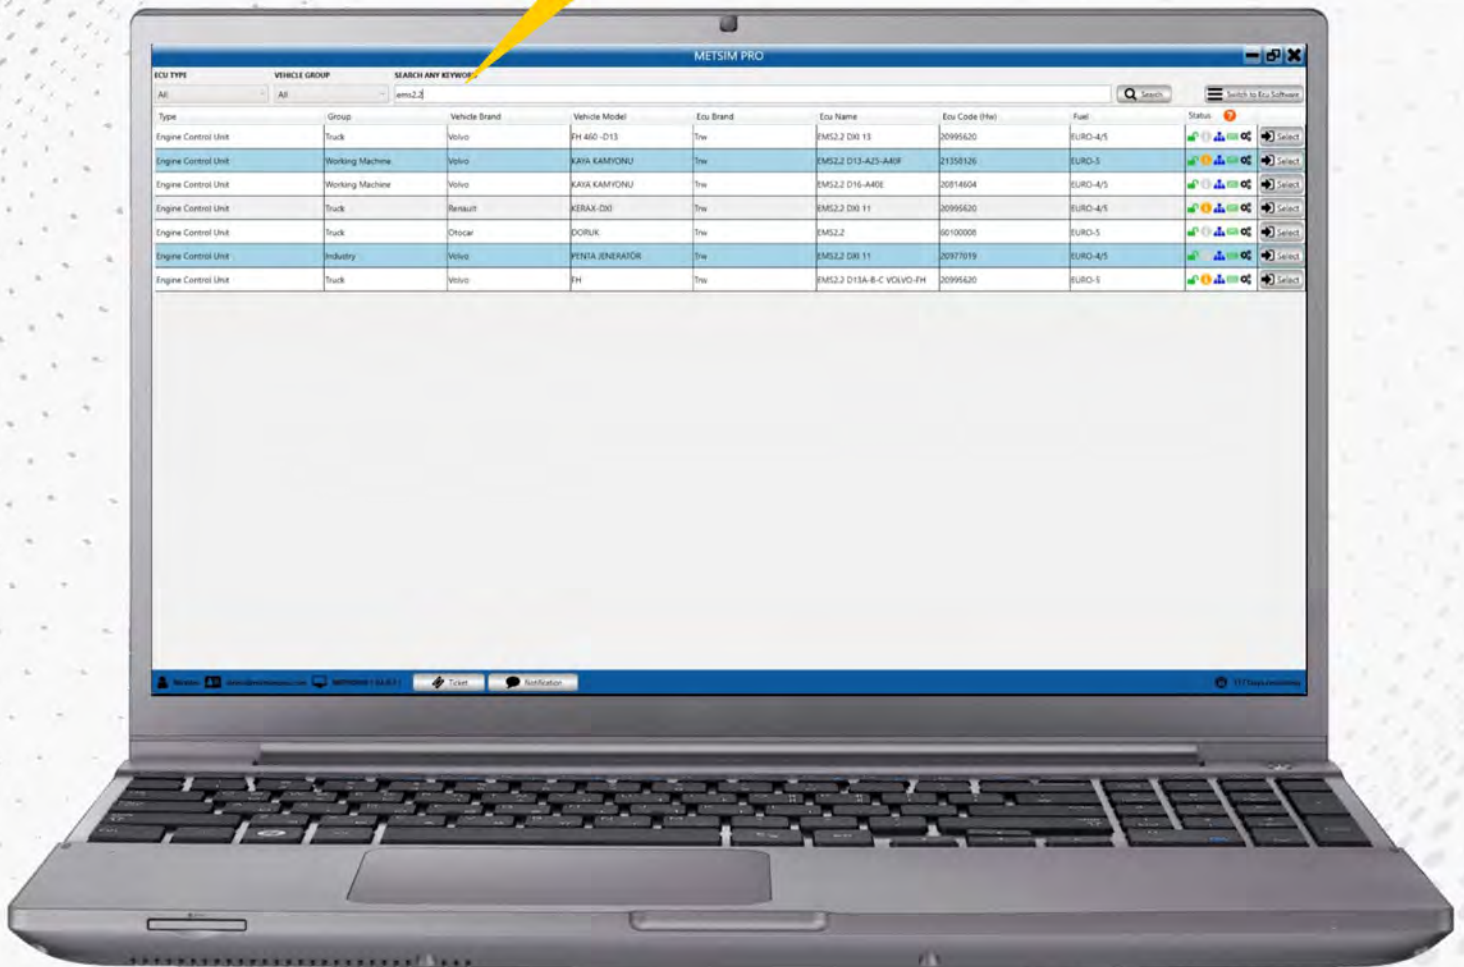 METSIM PRO
ECU TYPE VEHICLE GROUP SEARCH ANY KEYWORD
All All ems2.2 Search Switch to Ecu Software
Type Group Vehicle Brand Vehicle Model Ecu Brand Ecu Name Ecu Code (Hw) Fuel Status ?
Engine Control Unit Truck Volvo FH 460 -D13 Trw EMS2.2 DXI 13 20995620 EURO-4/5 Select
Engine Control Unit Working Machine Volvo KAYA KAMYONU Trw EMS2.2 D13-A25-A40F 21358126 EURO-5 Select
Engine Control Unit Working Machine Volvo KAYA KAMYONU Trw EMS2.2 D16-A40E 20814604 EURO-4/5 Select
Engine Control Unit Truck Renault KERAX-DXI Trw EMS2.2 DXI 11 20995620 EURO-4/5 Select
Engine Control Unit Truck Otocar DORUK Trw EMS2.2 60100008 EURO-5 Select
Engine Control Unit Industry Volvo PENTA JENERATÖR Trw EMS2.2 DXI 11 20977019 EURO-4/5 Select
Engine Control Unit Truck Volvo FH Trw EMS2.2 D13A-B-C VOLVO-FH 20995620 EURO-5 Select
Ticket Notification